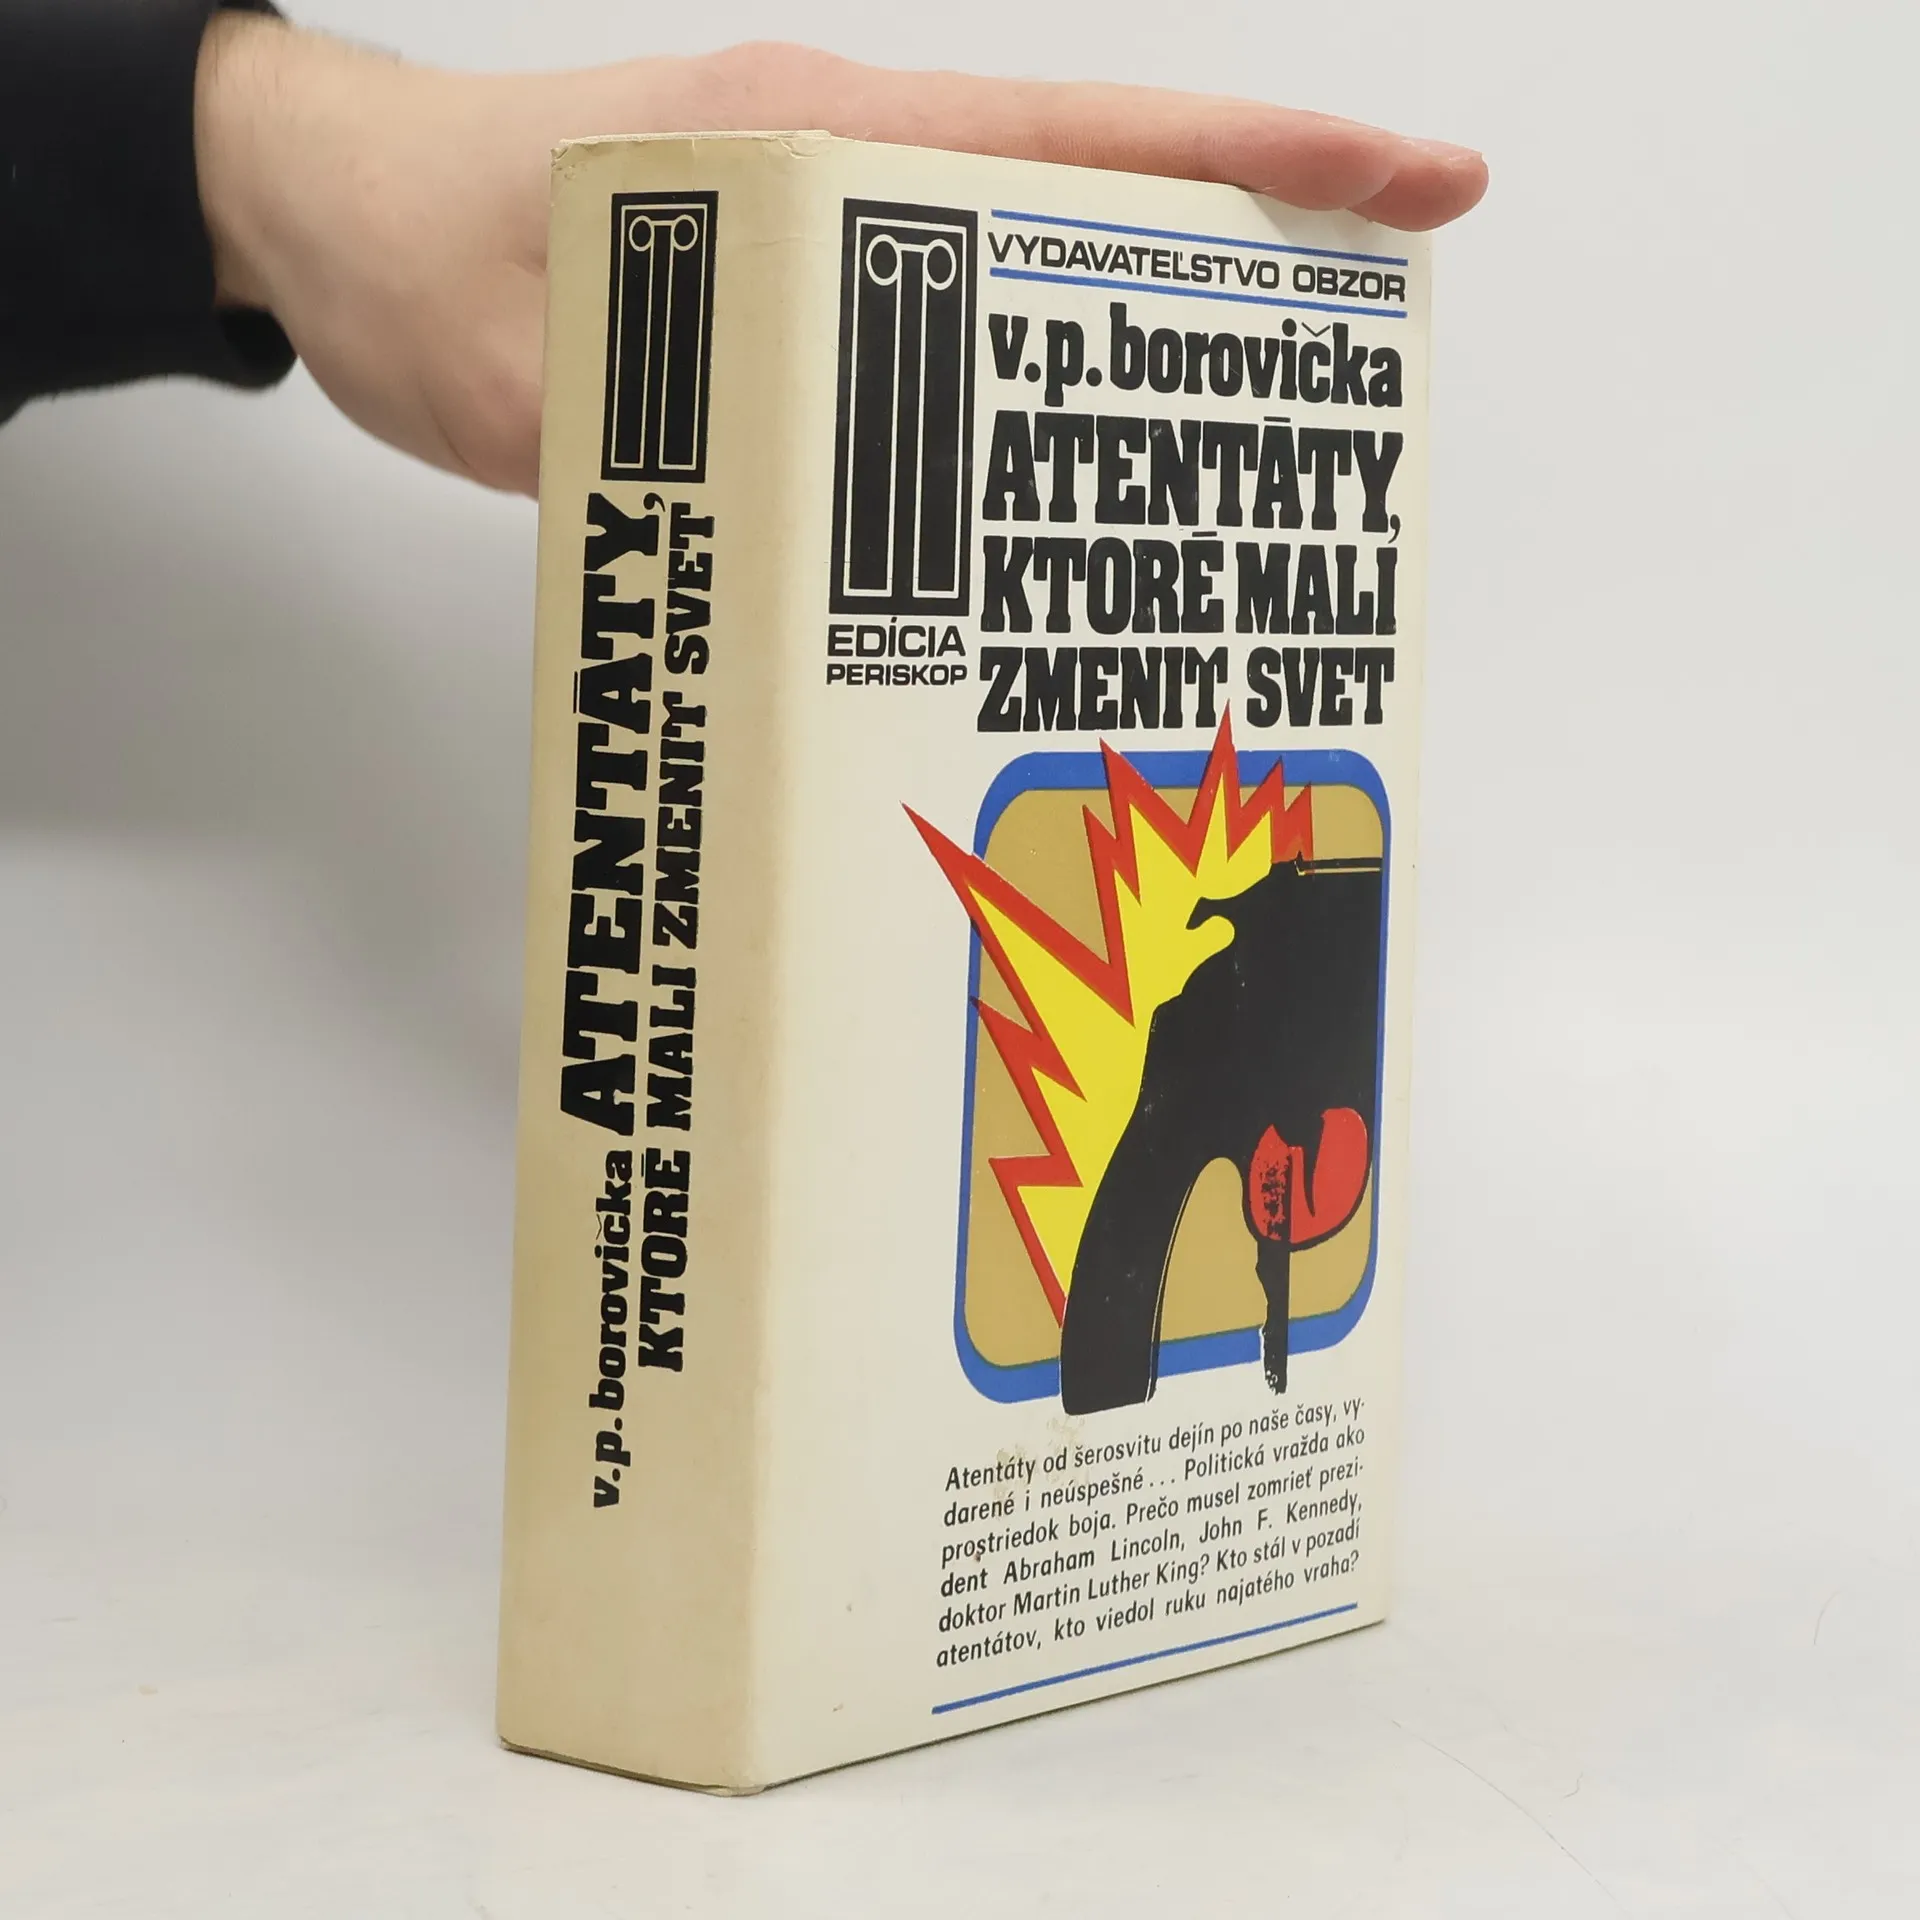 v.p.borovička ATENTÁTY,
KTORÉ MALI ZMENIŤ SVET
VYDAVATEĽSTVO OBZOR
v.p.borovička
ATENTÁTY,
KTORÉ MALI
ZMENIŤ SVET
EDÍCIA
PERISKOP
Atentáty od šerosvitu dejín po naše časy, vy-
darené i neúspešné... Politická vražda ako
prostriedok boja. Prečo musel zomrieť prezi-
dent Abraham Lincoln, John F. Kennedy,
doktor Martin Luther King? Kto stál v pozadí
atentátov, kto viedol ruku najatého vraha?